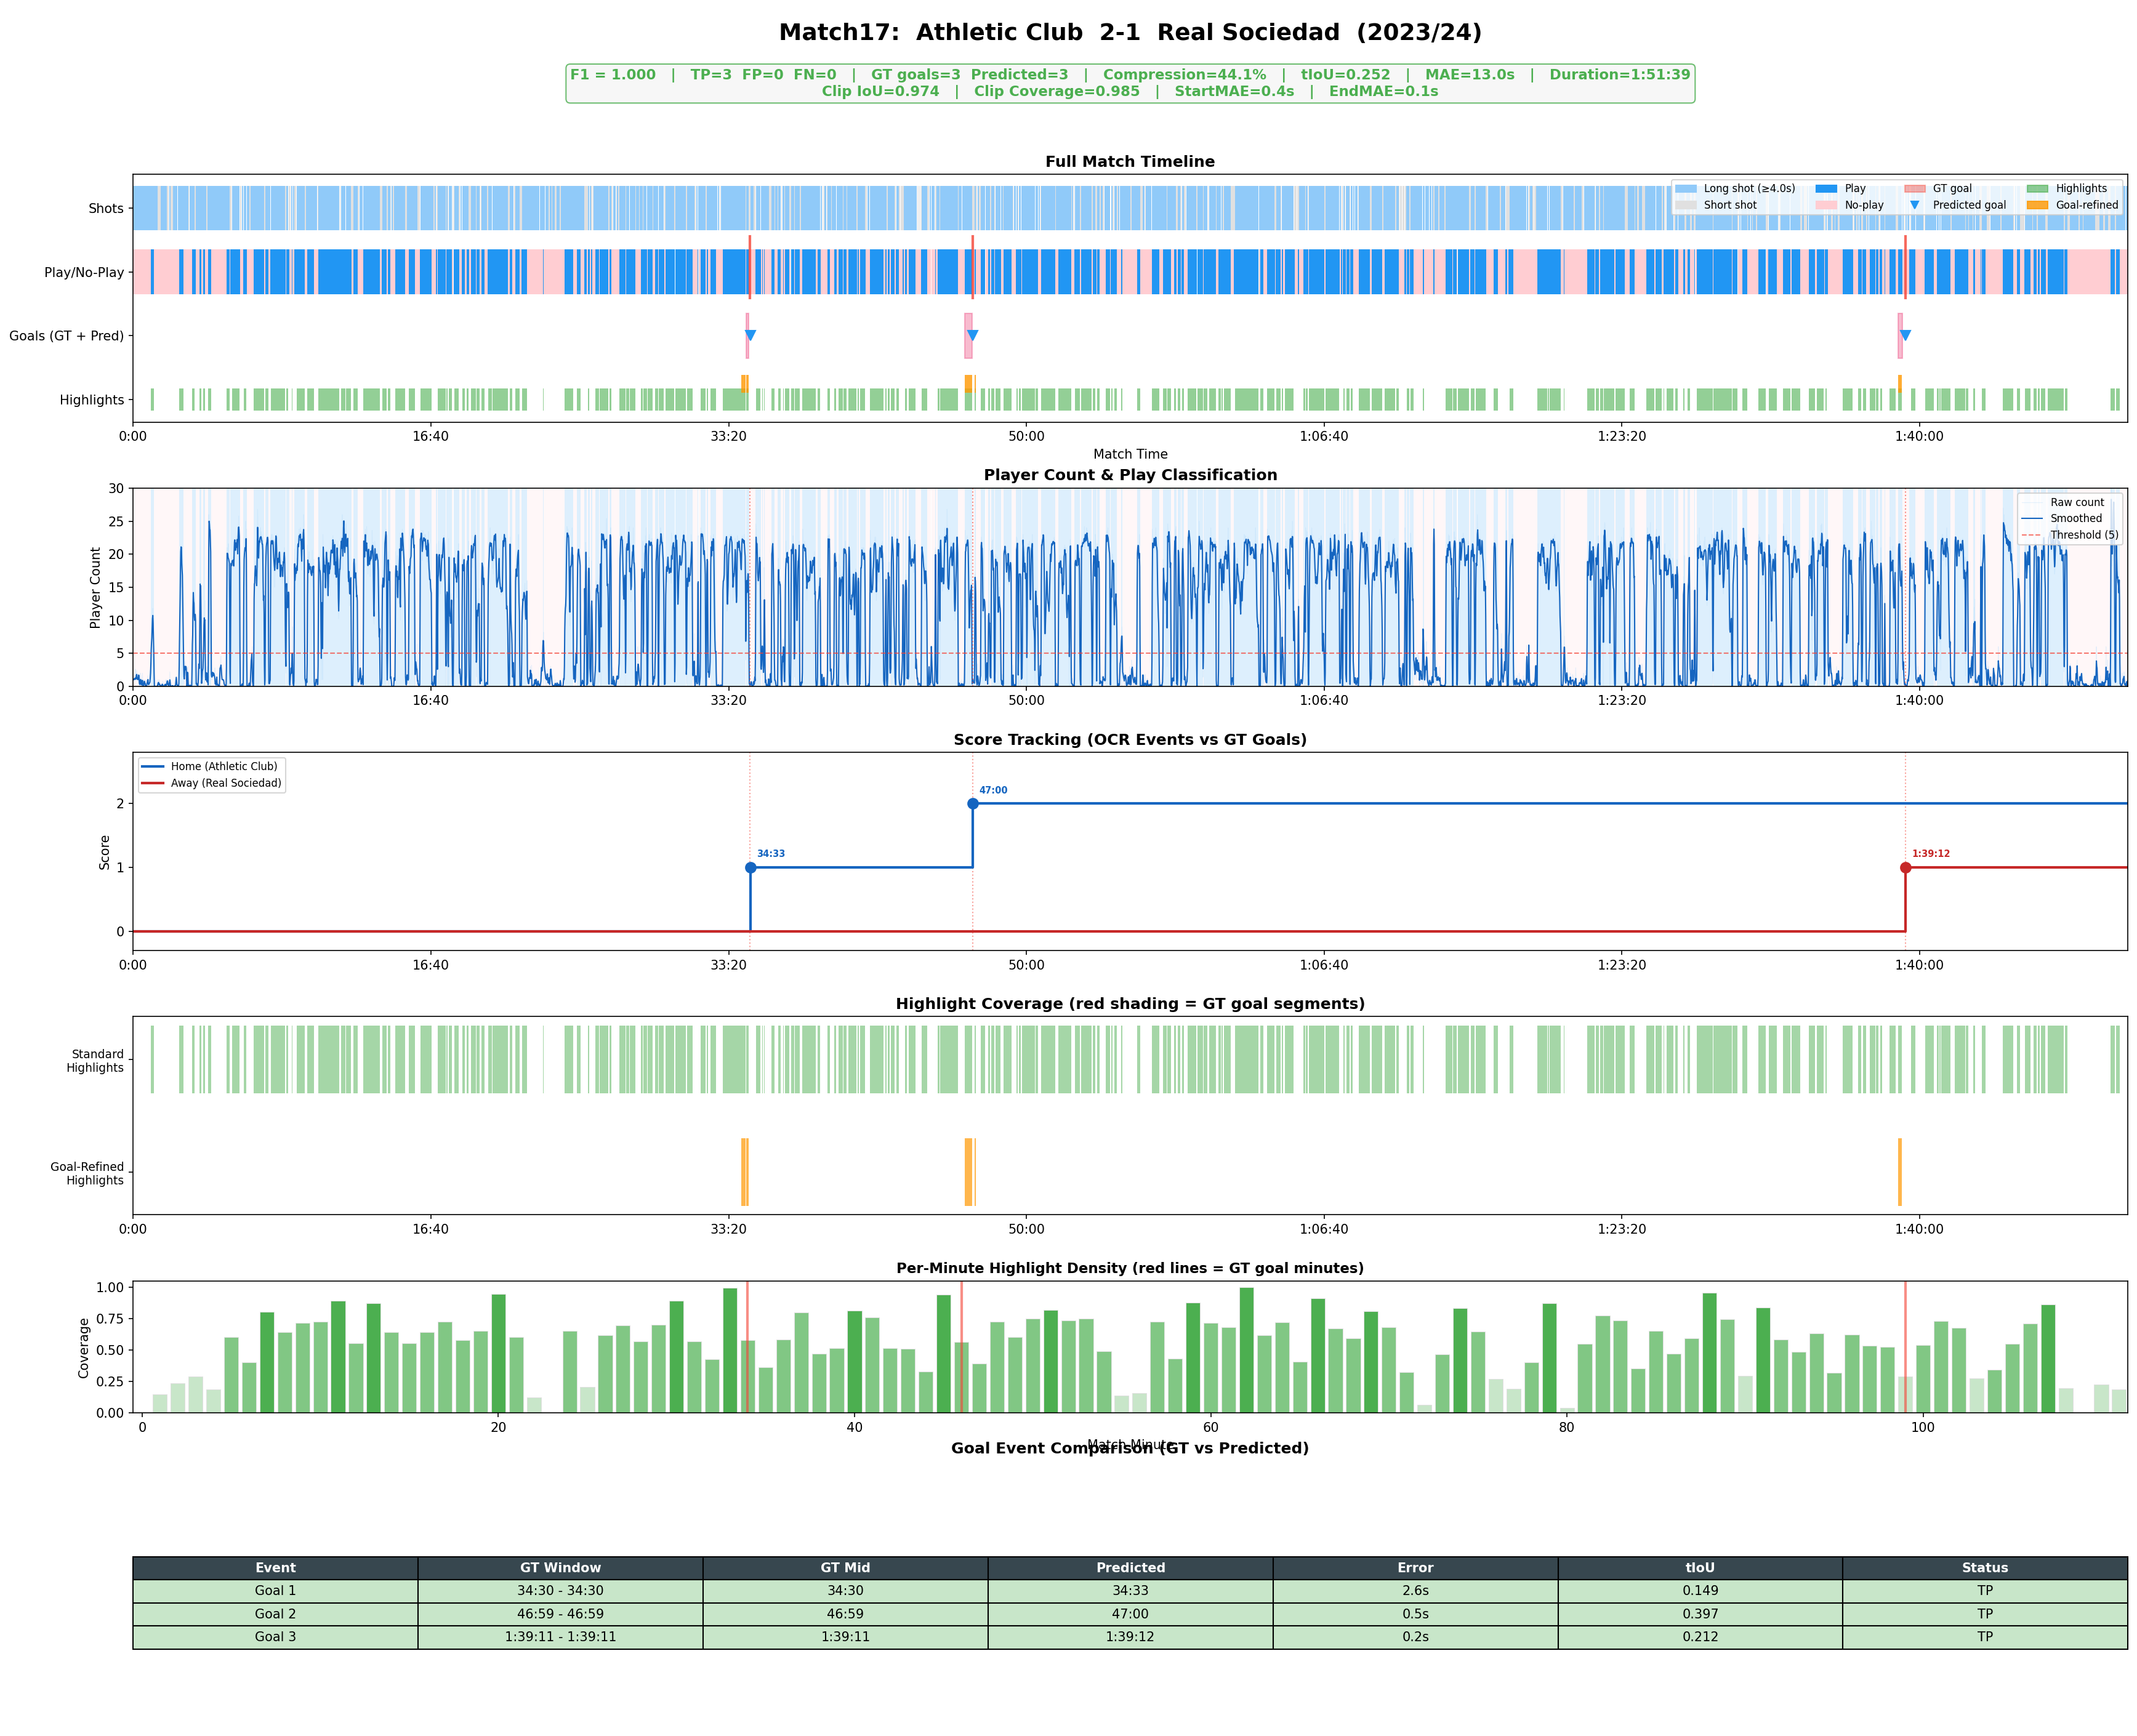 Match17:  Athletic Club  2-1  Real Sociedad  (2023/24)
F1 = 1.000   |   TP=3  FP=0  FN=0   |   GT goals=3  Predicted=3   |   Compression=44.1%   |   tIoU=0.252   |   MAE=13.0s   |   Duration=1:51:39
Clip IoU=0.974   |   Clip Coverage=0.985   |   StartMAE=0.4s   |   EndMAE=0.1s
Full Match Timeline
Long shot (≥4.0s) Play GT goal Highlights
Short shot No-play Predicted goal Goal-refined
Shots
Play/No-Play
Goals (GT + Pred)
Highlights
0:00 16:40 33:20 50:00 1:06:40 1:23:20 1:40:00
Match Time
Player Count & Play Classification
Raw count
Smoothed
Threshold (5)
Player Count
30
25
20
15
10
5
0
0:00 16:40 33:20 50:00 1:06:40 1:23:20 1:40:00
Score Tracking (OCR Events vs GT Goals)
Home (Athletic Club)
Away (Real Sociedad)
Score
2
1
0
47:00
34:33
1:39:12
0:00 16:40 33:20 50:00 1:06:40 1:23:20 1:40:00
Highlight Coverage (red shading = GT goal segments)
Standard
Highlights
Goal-Refined
Highlights
0:00 16:40 33:20 50:00 1:06:40 1:23:20 1:40:00
Per-Minute Highlight Density (red lines = GT goal minutes)
Coverage
1.00
0.75
0.50
0.25
0.00
0 20 40 60 80 100
Match Minute
Goal Event Comparison (GT vs Predicted)
Event GT Window GT Mid Predicted Error tIoU Status
Goal 1 34:30 - 34:30 34:30 34:33 2.6s 0.149 TP
Goal 2 46:59 - 46:59 46:59 47:00 0.5s 0.397 TP
Goal 3 1:39:11 - 1:39:11 1:39:11 1:39:12 0.2s 0.212 TP